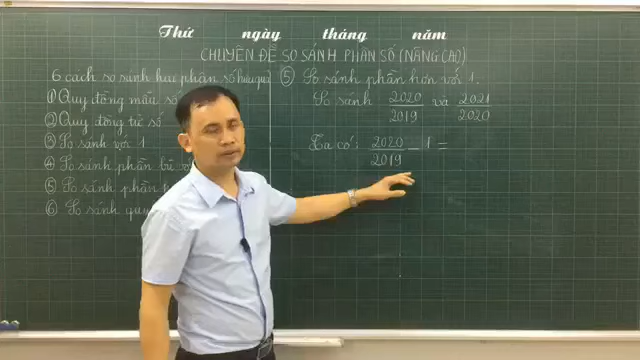 Thứ ngày tháng năm
CHUYÊN ĐỀ SO SÁNH PHÂN SỐ (NÂNG CAO)
6 cách so sánh hai phân số hiệu quả
① Quy đồng mẫu số
② Quy đồng tử số
③ So sánh với 1
④ So sánh phần bù
⑤ So sánh phần
⑥ So sánh qua
⑤ So sánh phần hơn với 1.
So sánh 2020/2019 và 2021/2020
Ta có: 2020/2019 - 1 =